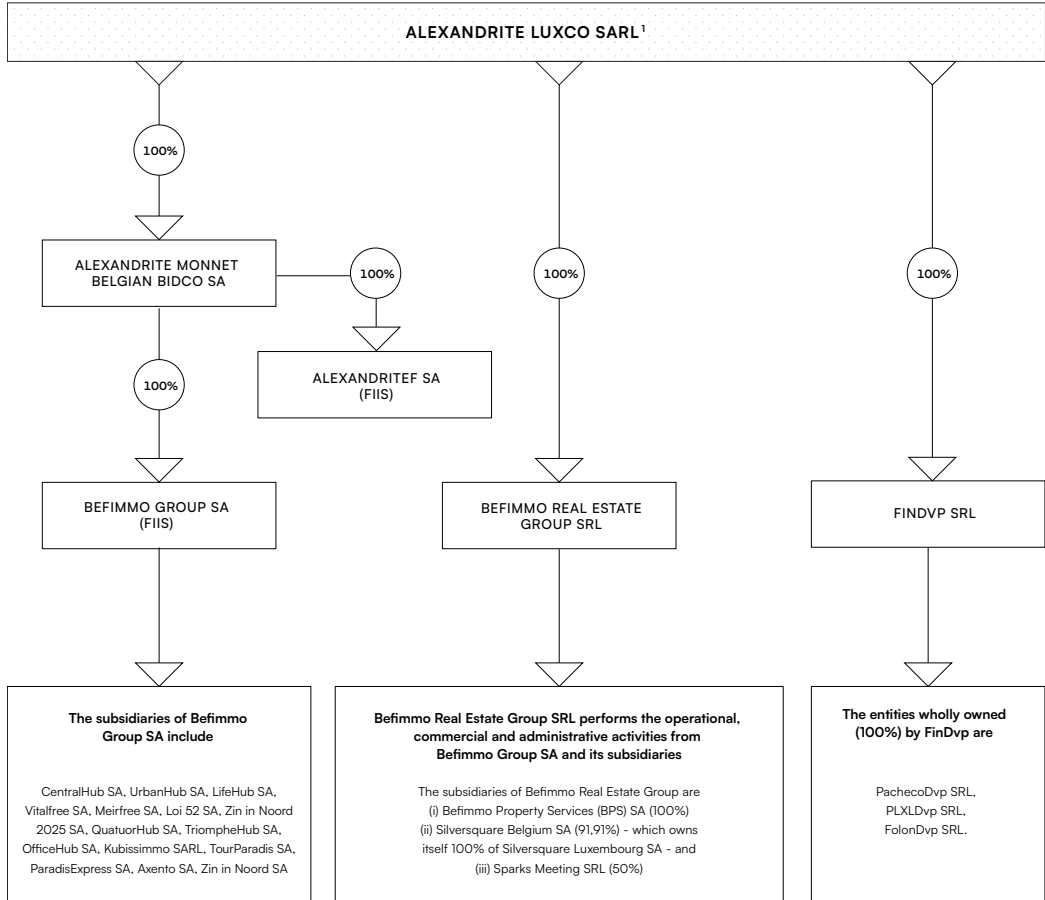 ALEXANDRITE LUXCO SARL¹
100%
ALEXANDRITE MONNET
BELGIAN BIDCO SA
100%
100%
100%
ALEXANDRITEF SA
(FIIS)
100%
BEFIMMO GROUP SA
(FIIS)
BEFIMMO REAL ESTATE
GROUP SRL
FINDVP SRL
The subsidiaries of Befimmo
Group SA include
CentralHub SA, UrbanHub SA, LifeHub SA,
Vitalfree SA, Meirfree SA, Loi 52 SA, Zin in Noord
2025 SA, QuatuorHub SA, TriompheHub SA,
OfficeHub SA, Kubissimmo SARL, TourParadis SA,
ParadisExpress SA, Axento SA, Zin in Noord SA
Befimmo Real Estate Group SRL performs the operational,
commercial and administrative activities from
Befimmo Group SA and its subsidiaries
The subsidiaries of Befimmo Real Estate Group are
(i) Befimmo Property Services (BPS) SA (100%)
(ii) Silversquare Belgium SA (91,91%) - which owns
itself 100% of Silversquare Luxembourg SA - and
(iii) Sparks Meeting SRL (50%)
The entities wholly owned
(100%) by FinDvp are
PachecoDvp SRL,
PLXLDvp SRL,
FolonDvp SRL.